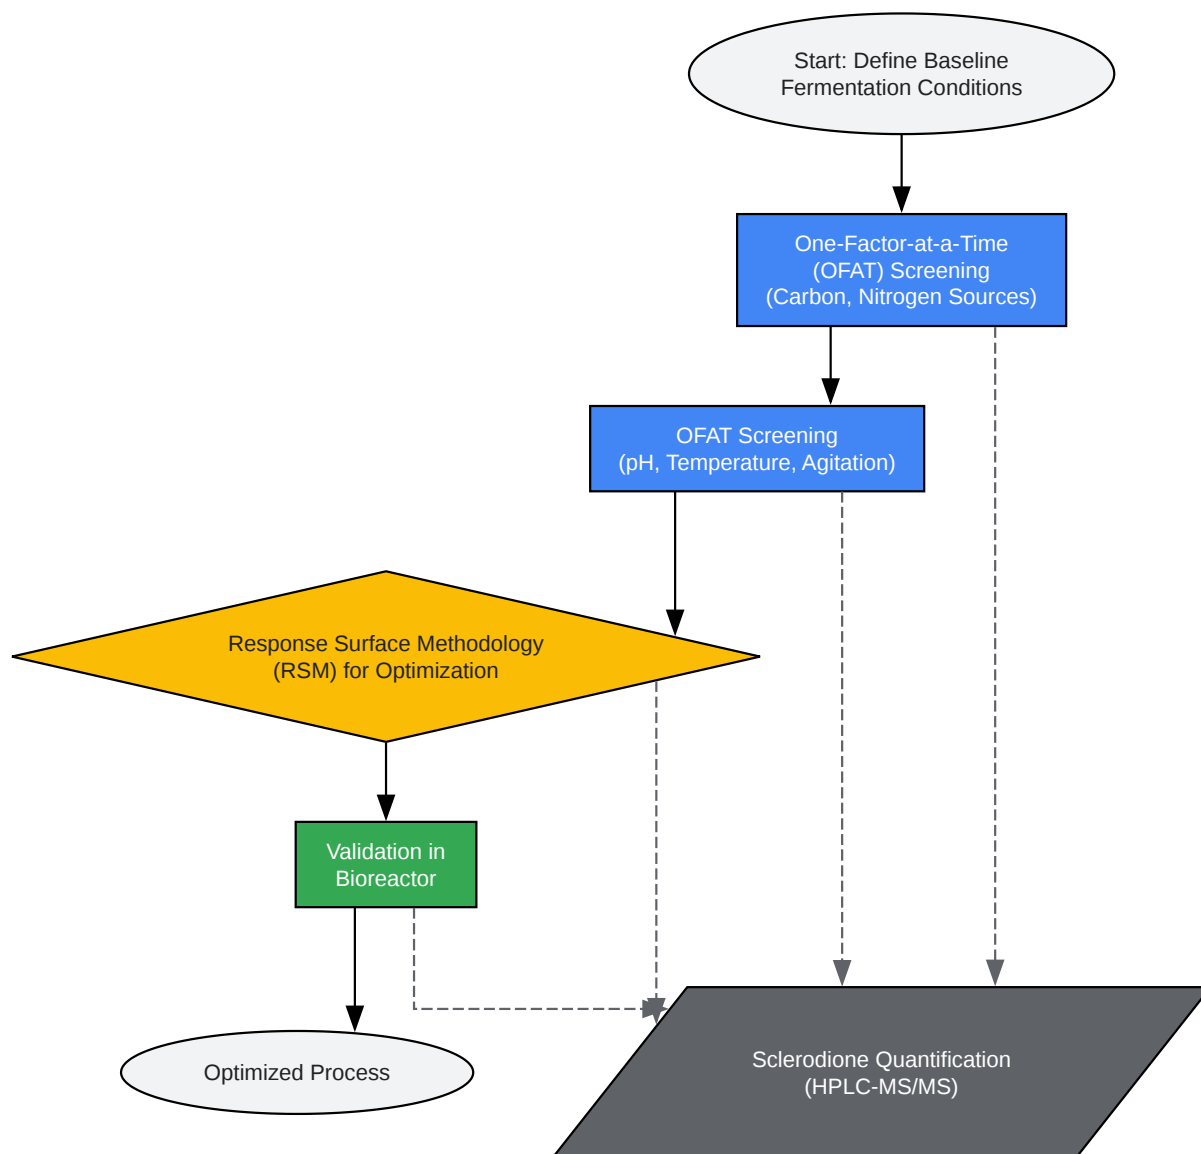 Start: Define Baseline
Fermentation Conditions
One-Factor-at-a-Time
(OFAT) Screening
(Carbon, Nitrogen Sources)
OFAT Screening
(pH, Temperature, Agitation)
Response Surface Methodology
(RSM) for Optimization
Validation in
Bioreactor
Optimized Process
Sclerodione Quantification
(HPLC-MS/MS)